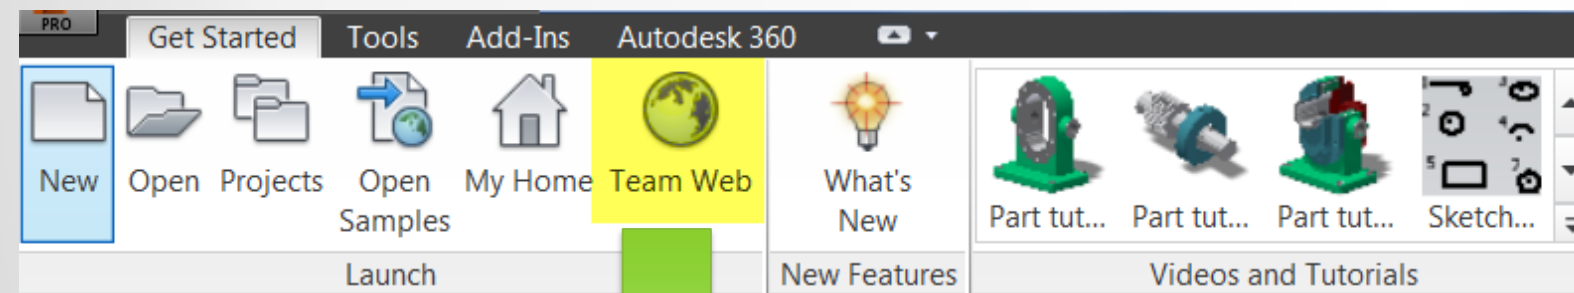 PRO
Get Started Tools Add-Ins Autodesk 360
New Open Projects Open Samples My Home Team Web What's New Part tut... Part tut... Part tut... Sketch...
Launch New Features Videos and Tutorials